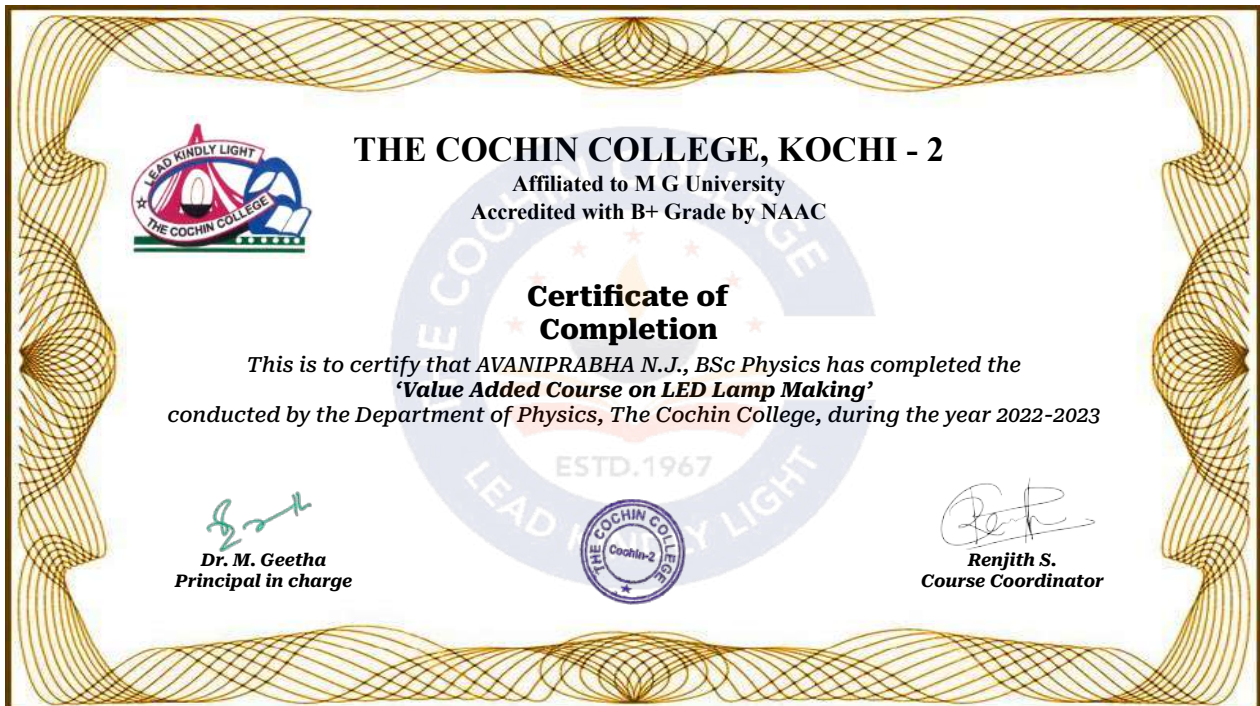 LEAD KINDLY LIGHT
THE COCHIN COLLEGE
THE COCHIN COLLEGE, KOCHI - 2
Affiliated to M G University
Accredited with B+ Grade by NAAC
THE COCHIN COLLEGE
Certificate of
Completion
This is to certify that AVANIPRABHA N.J., BSc Physics has completed the
‘Value Added Course on LED Lamp Making’
conducted by the Department of Physics, The Cochin College, during the year 2022-2023
ESTD.1967
LEAD KINDLY LIGHT
Dr. M. Geetha
Principal in charge
THE COCHIN COLLEGE
Cochin-2
Renjith S.
Course Coordinator